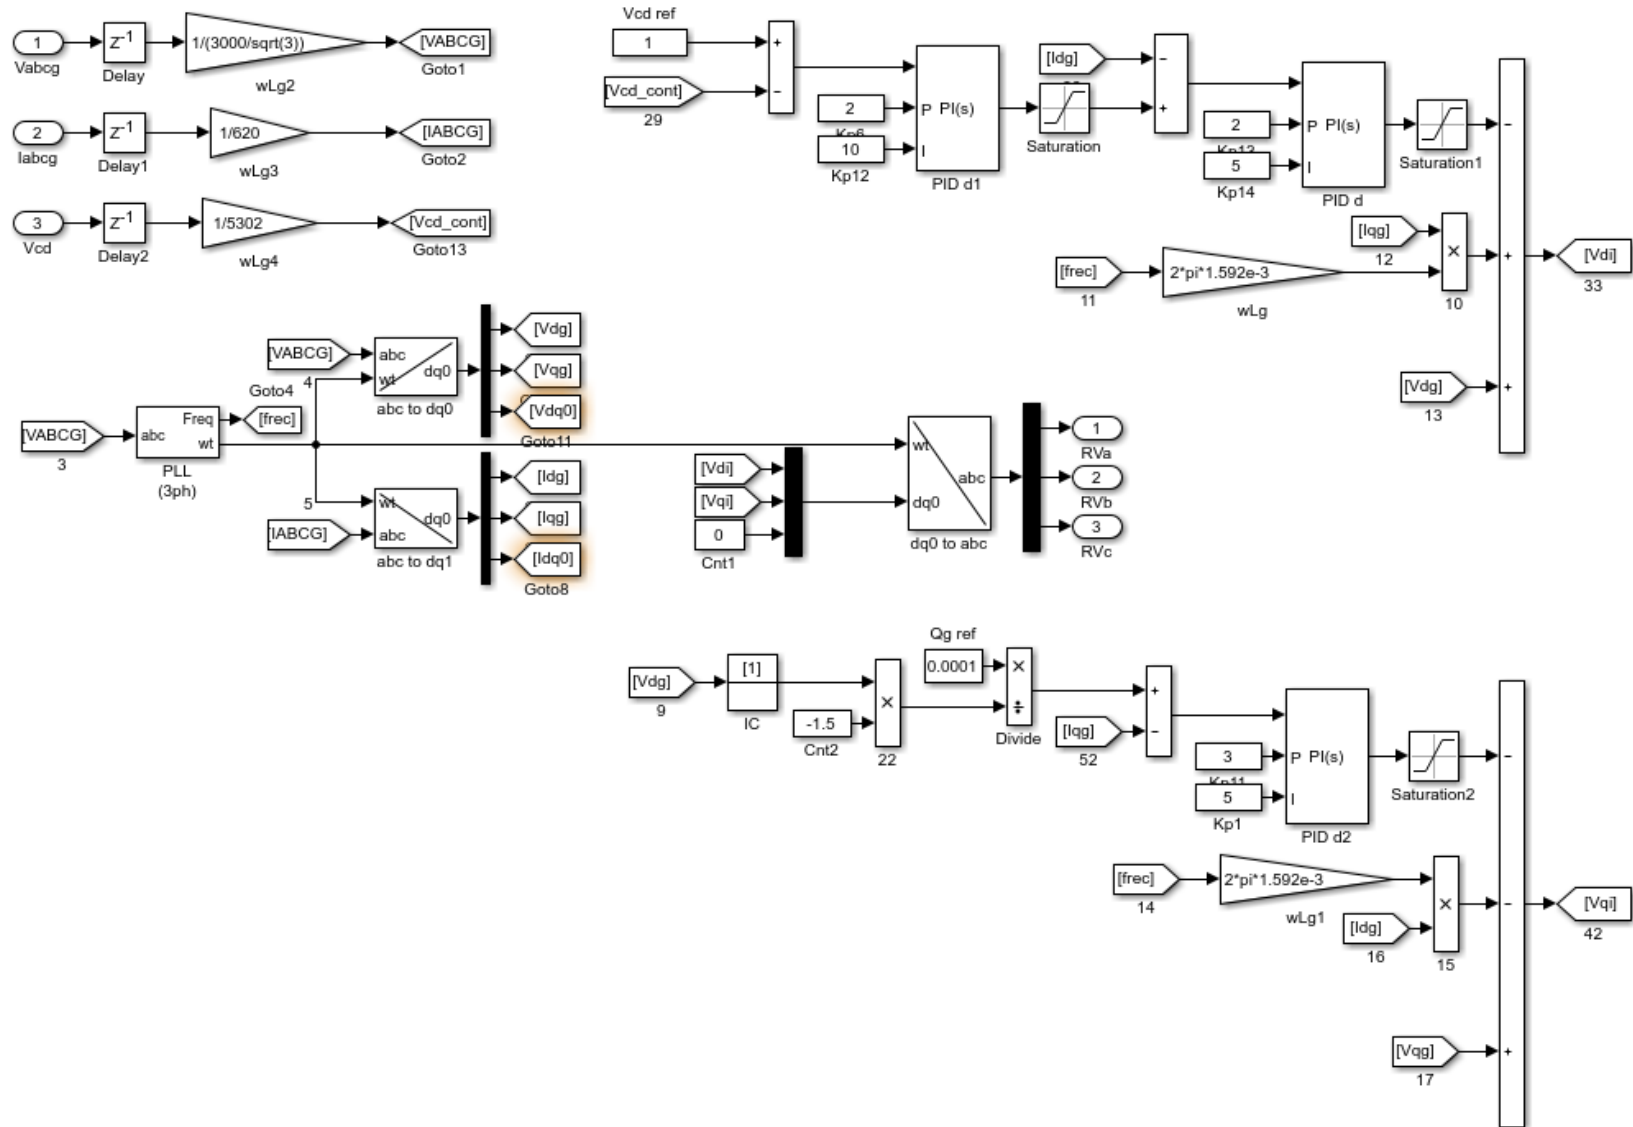 1
Vabcg
Z-1
Delay
1/(3000/sqrt(3))
wLg2
[VABCG]
Goto1
2
Iabcg
Z-1
Delay1
1/620
wLg3
[IABCG]
Goto2
3
Vcd
Z-1
Delay2
1/5302
wLg4
[Vcd_cont]
Goto13
Vcd ref
1
[Vcd_cont]
29
+
−
2
Kp6
10
Kp12
P PI(s)
I
PID d1
[Idg]
Saturation
−
+
2
Kp13
5
Kp14
P PI(s)
I
PID d
Saturation1
[Iqg]
12
[frec]
11
2*pi*1.592e-3
wLg
×
10
[Vdg]
13
−
+
+
[Vdi]
33
[VABCG]
3
abc
Freq
wt
PLL
(3ph)
Goto4
[frec]
[VABCG]
4
abc
wt
dq0
abc to dq0
[Vdg]
[Vqg]
[Vdq0]
Goto11
5
[IABCG]
wt
abc
dq0
abc to dq1
[Idg]
[Iqg]
[Idq0]
Goto8
[Vdi]
[Vqi]
0
Cnt1
wt
dq0
abc
dq0 to abc
1
RVa
2
RVb
3
RVc
[Vdg]
9
[1]
IC
-1.5
Cnt2
×
22
Qg ref
0.0001
×
÷
Divide
[Iqg]
52
+
−
3
Kp11
5
Kp1
P PI(s)
I
PID d2
Saturation2
[frec]
14
2*pi*1.592e-3
wLg1
[Idg]
16
×
15
[Vqg]
17
−
−
+
[Vqi]
42